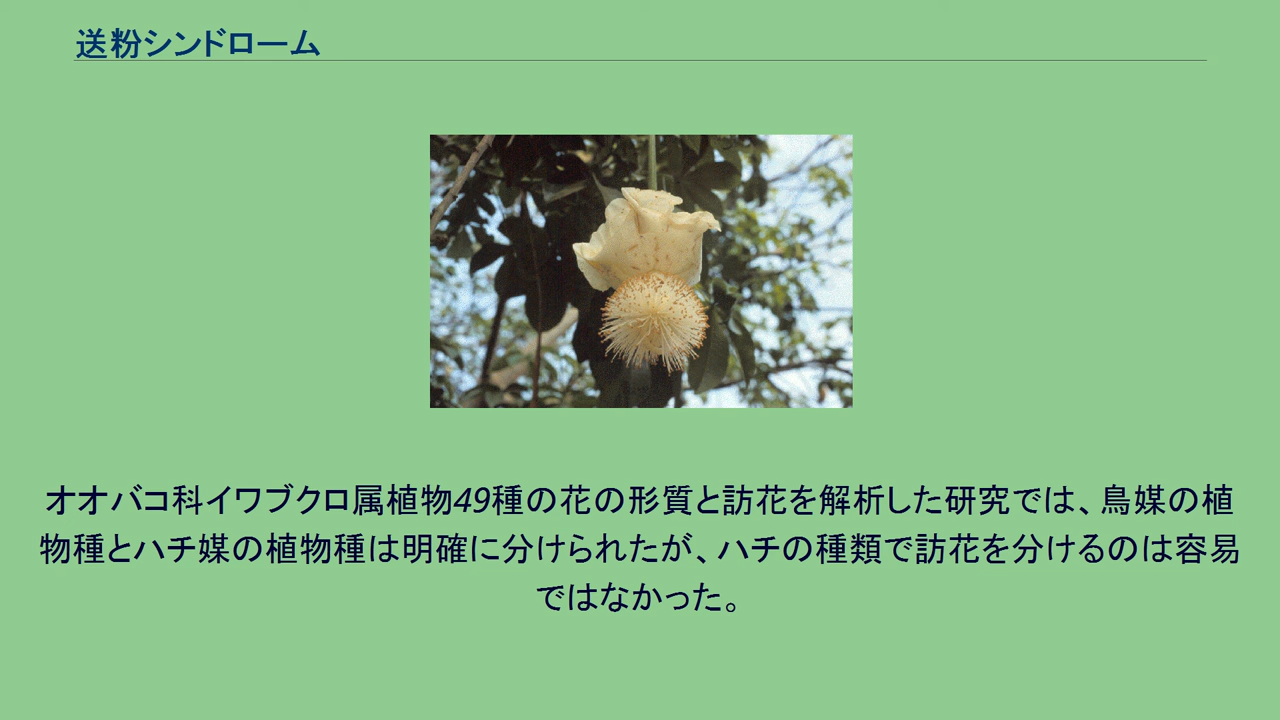 送粉シンドローム
オオバコ科イワブクロ属植物49種の花の形質と訪花を解析した研究では、鳥媒の植
物種とハチ媒の植物種は明確に分けられたが、ハチの種類で訪花を分けるのは容易
ではなかった。